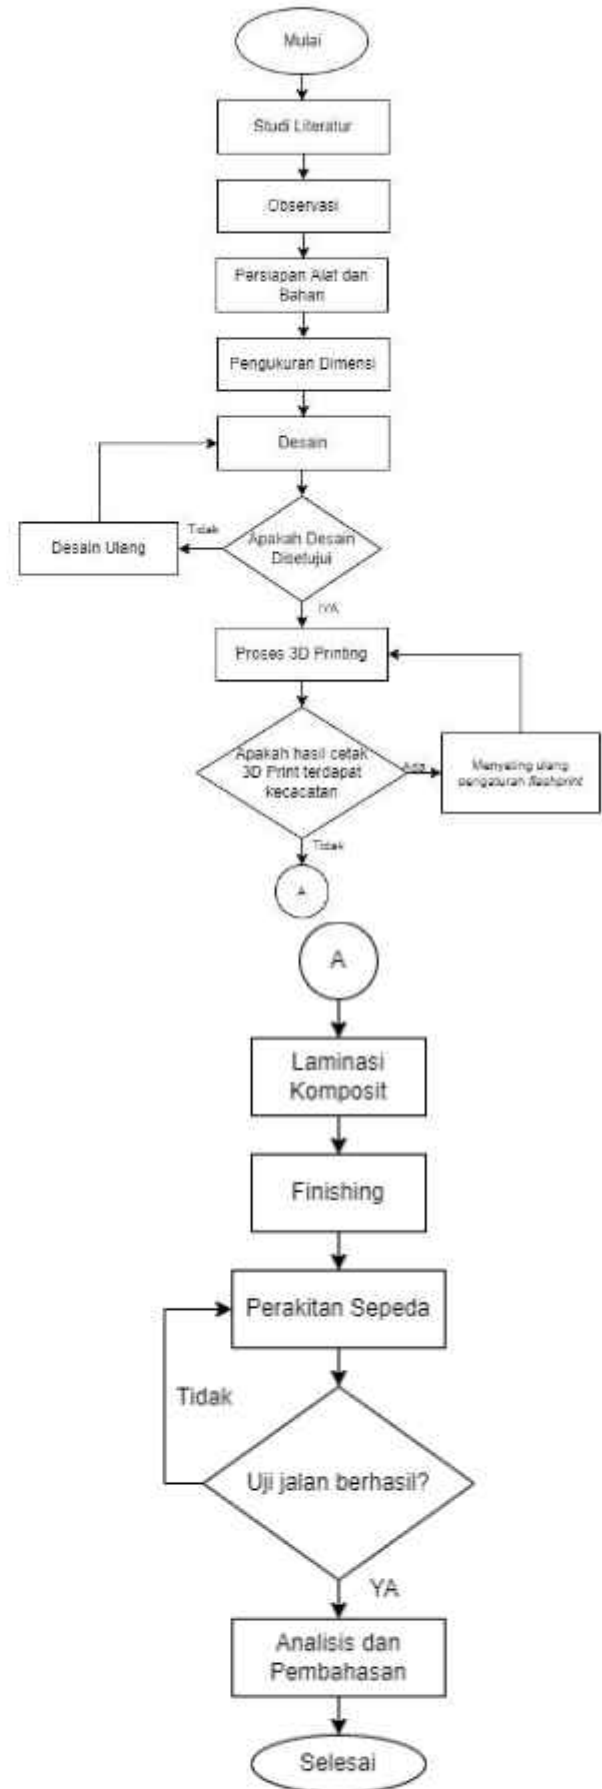 Mulai
Studi Literatur
Observasi
Persiapan Alat dan
Bahan
Pengukuran Dimensi
Desain
Tidak
Desain Ulang
Apakah Desain
Disetujui
IYA
Proses 3D Printing
Apakah hasil cetak
3D Print terdapat
kecacatan
Ada
Menyeting ulang
pengaturan flashprint
Tidak
A
A
Laminasi
Komposit
Finishing
Perakitan Sepeda
Tidak
Uji jalan berhasil?
YA
Analisis dan
Pembahasan
Selesai